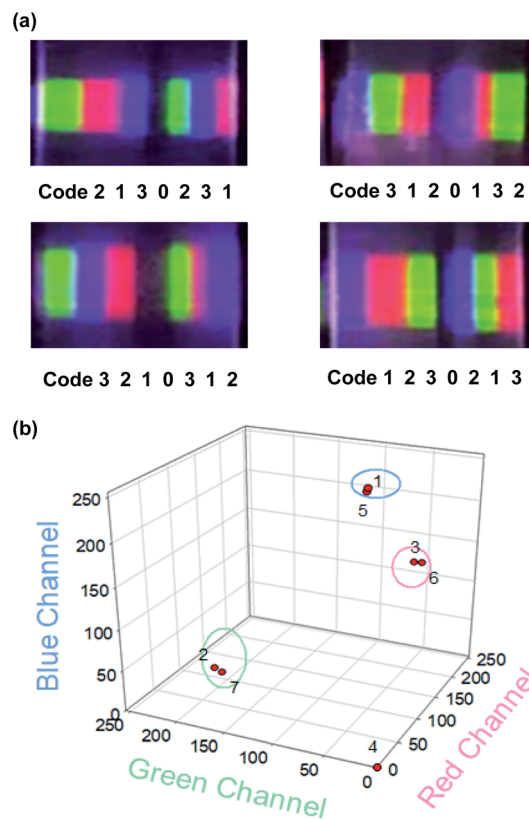 (a)
Code 2 1 3 0 2 3 1
Code 3 1 2 0 1 3 2
Code 3 2 1 0 3 1 2
Code 1 2 3 0 2 1 3
(b)
Blue Channel
250
200
150
100
50
0
1
5
3
6
2
7
4
250
200
150
100
50
0
Green Channel
0
50
100
150
200
250
Red Channel